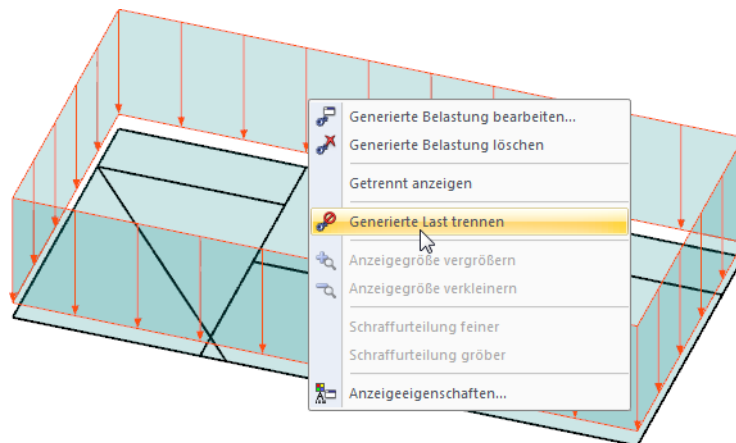 Generierte Belastung bearbeiten...
Generierte Belastung löschen
Getrennt anzeigen
Generierte Last trennen
Anzeigegröße vergrößern
Anzeigegröße verkleinern
Schraffurteilung feiner
Schraffurteilung gröber
Anzeigeeigenschaften...